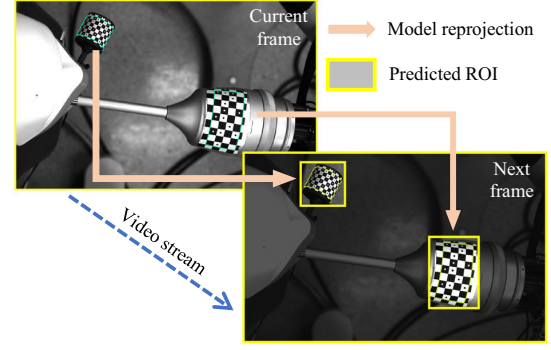 Current
frame
Model reprojection
Predicted ROI
Next
frame
Video stream